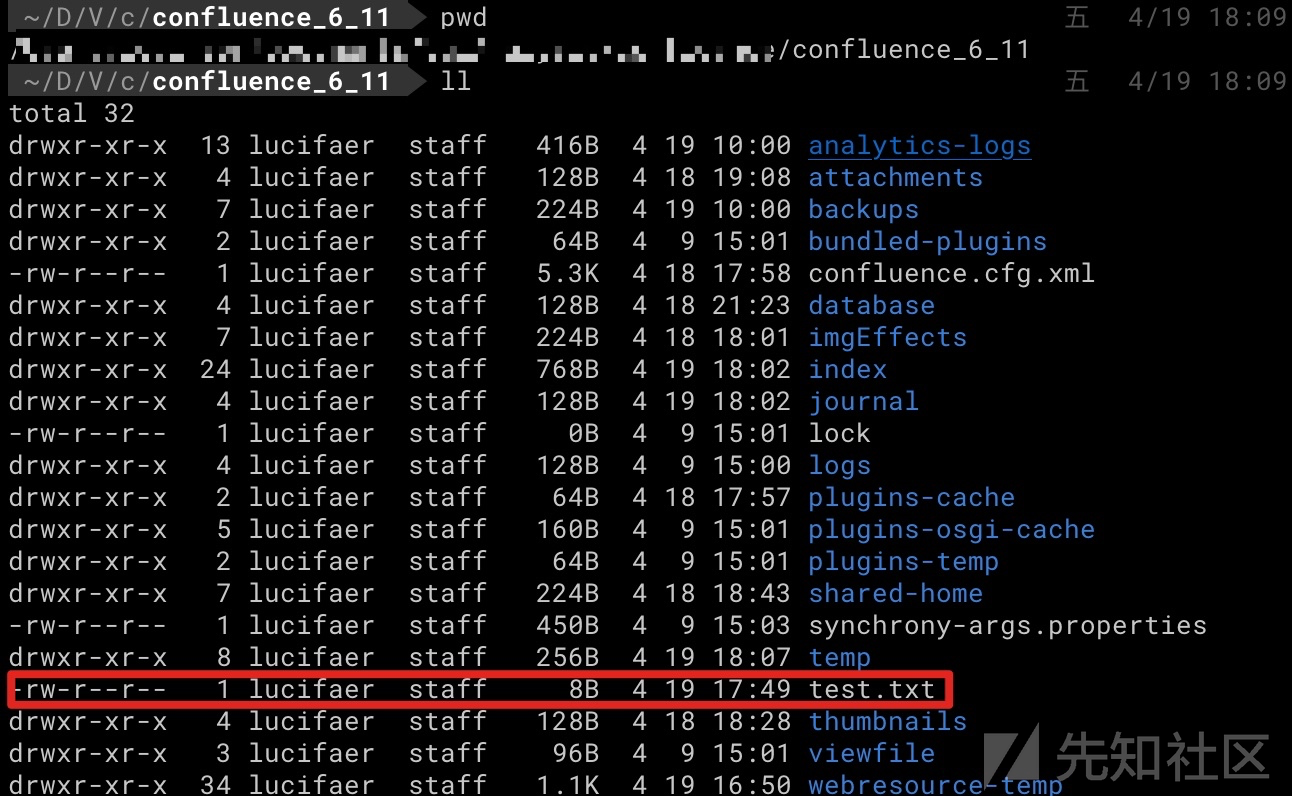 ~/D/V/c/confluence_6_11 pwd 五 4/19 18:09
/confluence_6_11
~/D/V/c/confluence_6_11 ll 五 4/19 18:09
total 32
drwxr-xr-x 13 lucifaer staff 416B 4 19 10:00 analytics-logs
drwxr-xr-x 4 lucifaer staff 128B 4 18 19:08 attachments
drwxr-xr-x 7 lucifaer staff 224B 4 19 10:00 backups
drwxr-xr-x 2 lucifaer staff 64B 4 9 15:01 bundled-plugins
-rw-r--r-- 1 lucifaer staff 5.3K 4 18 17:58 confluence.cfg.xml
drwxr-xr-x 4 lucifaer staff 128B 4 18 21:23 database
drwxr-xr-x 7 lucifaer staff 224B 4 18 18:01 imgEffects
drwxr-xr-x 24 lucifaer staff 768B 4 19 18:02 index
drwxr-xr-x 4 lucifaer staff 128B 4 19 18:02 journal
-rw-r--r-- 1 lucifaer staff 0B 4 9 15:01 lock
drwxr-xr-x 4 lucifaer staff 128B 4 9 15:00 logs
drwxr-xr-x 2 lucifaer staff 64B 4 18 17:57 plugins-cache
drwxr-xr-x 5 lucifaer staff 160B 4 9 15:01 plugins-osgi-cache
drwxr-xr-x 2 lucifaer staff 64B 4 9 15:01 plugins-temp
drwxr-xr-x 7 lucifaer staff 224B 4 18 18:43 shared-home
-rw-r--r-- 1 lucifaer staff 450B 4 9 15:03 synchrony-args.properties
drwxr-xr-x 8 lucifaer staff 256B 4 19 18:07 temp
-rw-r--r-- 1 lucifaer staff 8B 4 19 17:49 test.txt
drwxr-xr-x 4 lucifaer staff 128B 4 18 18:28 thumbnails
drwxr-xr-x 3 lucifaer staff 96B 4 9 15:01 viewfile
drwxr-xr-x 34 lucifaer staff 1.1K 4 19 16:50 webresource-temp
先知社区